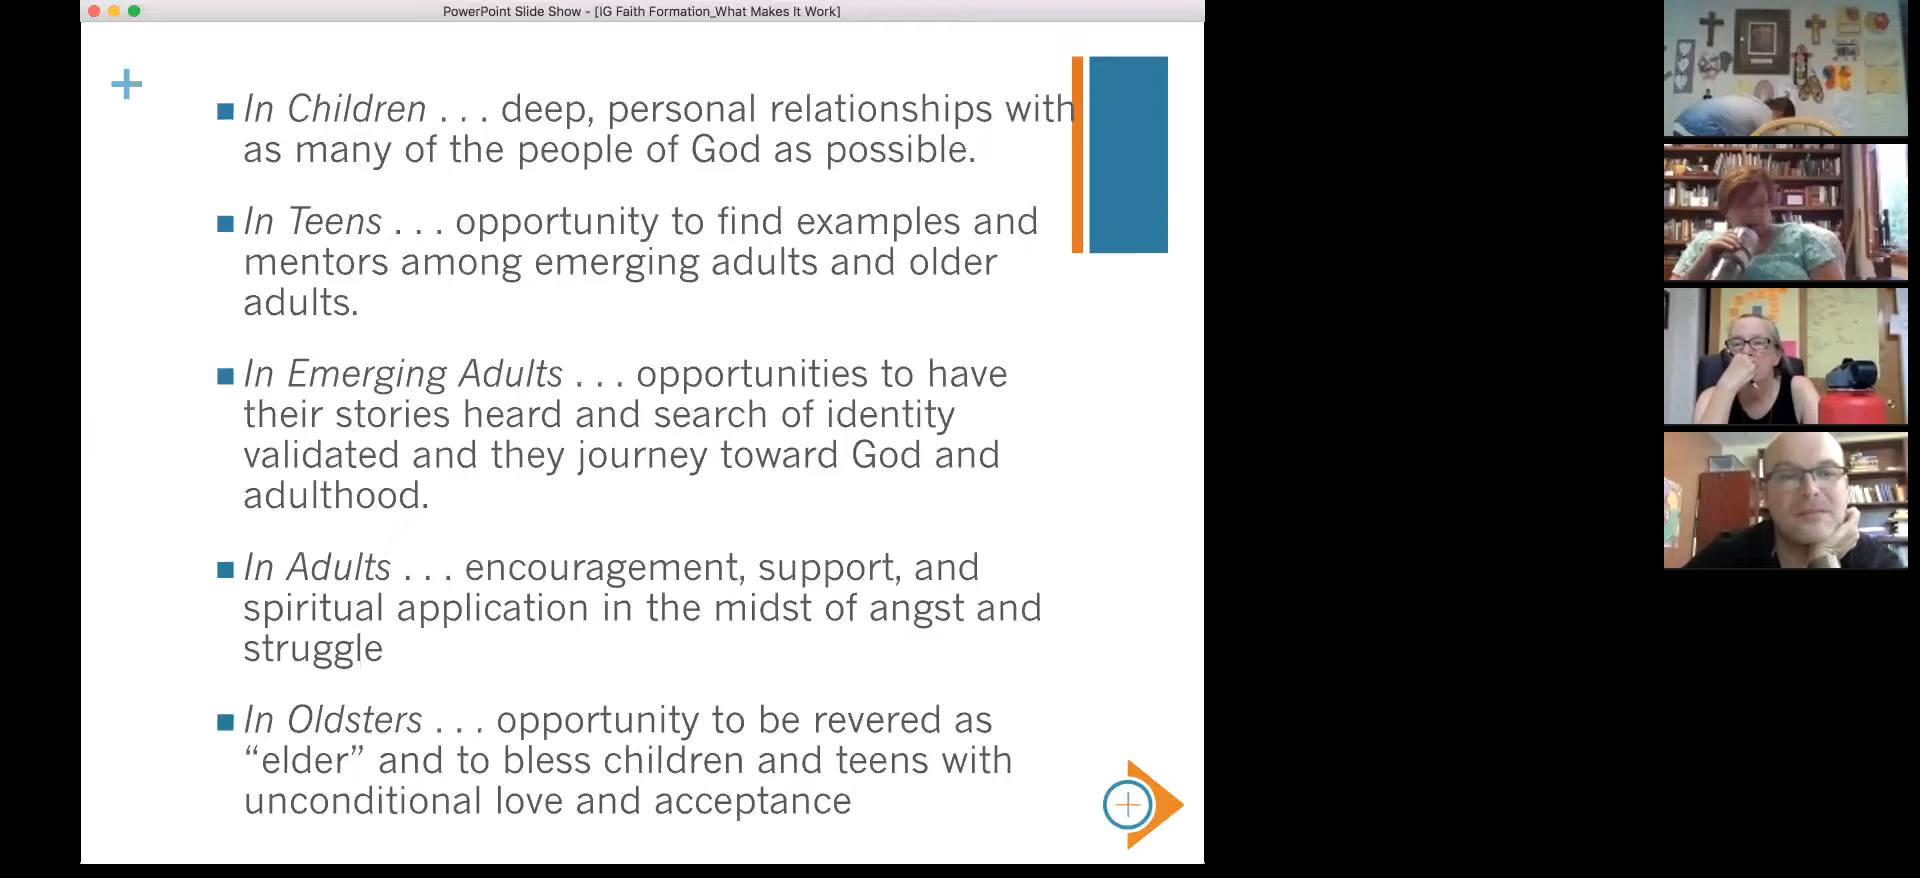 PowerPoint Slide Show - [IG Faith Formation_What Makes It Work]
In Children . . . deep, personal relationships with
as many of the people of God as possible.
In Teens . . . opportunity to find examples and
mentors among emerging adults and older
adults.
In Emerging Adults . . . opportunities to have
their stories heard and search of identity
validated and they journey toward God and
adulthood.
In Adults . . . encouragement, support, and
spiritual application in the midst of angst and
struggle
In Oldsters . . . opportunity to be revered as
“elder” and to bless children and teens with
unconditional love and acceptance